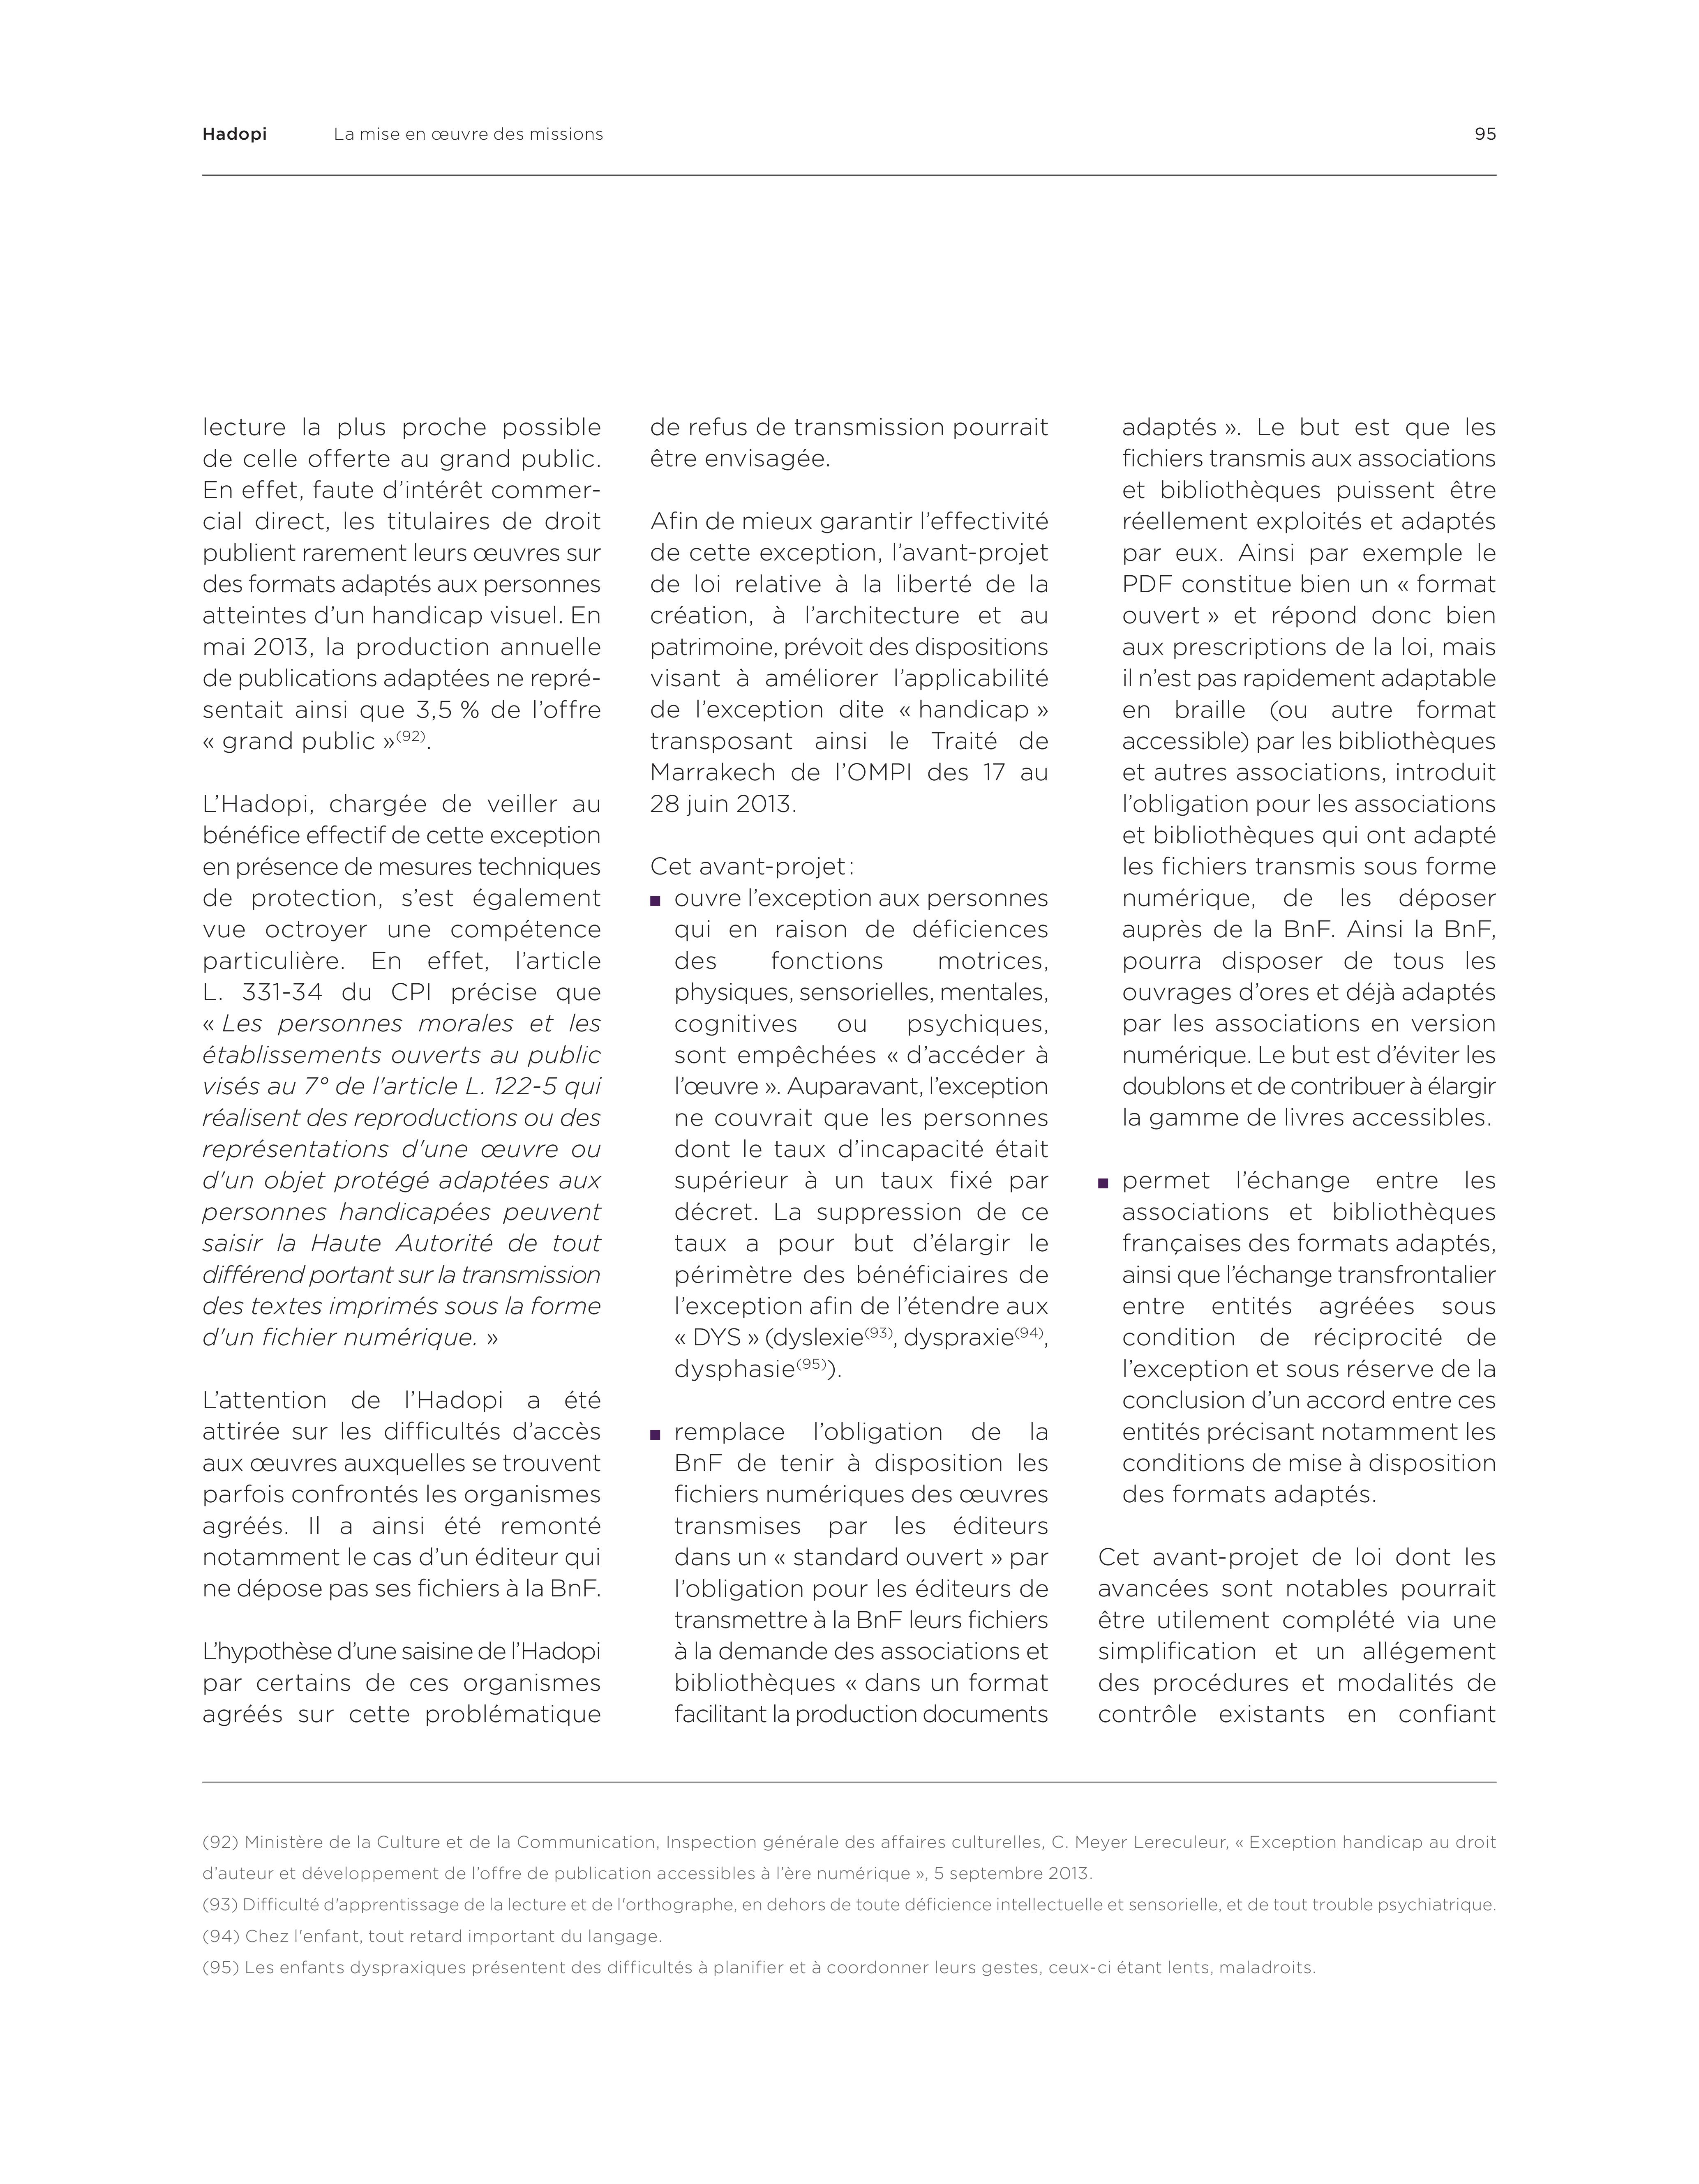 Hadopi La mise en œuvre des missions 95
lecture la plus proche possible
de celle offerte au grand public.
En effet, faute d’intérêt commer-
cial direct, les titulaires de droit
publient rarement leurs œuvres sur
des formats adaptés aux personnes
atteintes d’un handicap visuel. En
mai 2013, la production annuelle
de publications adaptées ne repré-
sentait ainsi que 3,5 % de l’offre
« grand public »(92).
L’Hadopi, chargée de veiller au
bénéfice effectif de cette exception
en présence de mesures techniques
de protection, s’est également
vue octroyer une compétence
particulière. En effet, l’article
L. 331-34 du CPI précise que
« Les personnes morales et les
établissements ouverts au public
visés au 7° de l'article L. 122-5 qui
réalisent des reproductions ou des
représentations d'une œuvre ou
d'un objet protégé adaptées aux
personnes handicapées peuvent
saisir la Haute Autorité de tout
différend portant sur la transmission
des textes imprimés sous la forme
d'un fichier numérique. »
L’attention de l’Hadopi a été
attirée sur les difficultés d’accès
aux œuvres auxquelles se trouvent
parfois confrontés les organismes
agréés. Il a ainsi été remonté
notamment le cas d’un éditeur qui
ne dépose pas ses fichiers à la BnF.
L’hypothèse d’une saisine de l’Hadopi
par certains de ces organismes
agréés sur cette problématique
de refus de transmission pourrait
être envisagée.
Afin de mieux garantir l’effectivité
de cette exception, l’avant-projet
de loi relative à la liberté de la
création, à l’architecture et au
patrimoine, prévoit des dispositions
visant à améliorer l’applicabilité
de l’exception dite « handicap »
transposant ainsi le Traité de
Marrakech de l’OMPI des 17 au
28 juin 2013.
Cet avant-projet :
■ ouvre l’exception aux personnes
qui en raison de déficiences
des fonctions motrices,
physiques, sensorielles, mentales,
cognitives ou psychiques,
sont empêchées « d’accéder à
l’œuvre ». Auparavant, l’exception
ne couvrait que les personnes
dont le taux d’incapacité était
supérieur à un taux fixé par
décret. La suppression de ce
taux a pour but d’élargir le
périmètre des bénéficiaires de
l’exception afin de l’étendre aux
« DYS » (dyslexie(93), dyspraxie(94),
dysphasie(95)).
■ remplace l’obligation de la
BnF de tenir à disposition les
fichiers numériques des œuvres
transmises par les éditeurs
dans un « standard ouvert » par
l’obligation pour les éditeurs de
transmettre à la BnF leurs fichiers
à la demande des associations et
bibliothèques « dans un format
facilitant la production documents
adaptés ». Le but est que les
fichiers transmis aux associations
et bibliothèques puissent être
réellement exploités et adaptés
par eux. Ainsi par exemple le
PDF constitue bien un « format
ouvert » et répond donc bien
aux prescriptions de la loi, mais
il n’est pas rapidement adaptable
en braille (ou autre format
accessible) par les bibliothèques
et autres associations, introduit
l’obligation pour les associations
et bibliothèques qui ont adapté
les fichiers transmis sous forme
numérique, de les déposer
auprès de la BnF. Ainsi la BnF,
pourra disposer de tous les
ouvrages d’ores et déjà adaptés
par les associations en version
numérique. Le but est d’éviter les
doublons et de contribuer à élargir
la gamme de livres accessibles.
■ permet l’échange entre les
associations et bibliothèques
françaises des formats adaptés,
ainsi que l’échange transfrontalier
entre entités agréées sous
condition de réciprocité de
l’exception et sous réserve de la
conclusion d’un accord entre ces
entités précisant notamment les
conditions de mise à disposition
des formats adaptés.
Cet avant-projet de loi dont les
avancées sont notables pourrait
être utilement complété via une
simplification et un allégement
des procédures et modalités de
contrôle existants en confiant
(92) Ministère de la Culture et de la Communication, Inspection générale des affaires culturelles, C. Meyer Lereculeur, « Exception handicap au droit
d’auteur et développement de l’offre de publication accessibles à l’ère numérique », 5 septembre 2013.
(93) Difficulté d'apprentissage de la lecture et de l'orthographe, en dehors de toute déficience intellectuelle et sensorielle, et de tout trouble psychiatrique.
(94) Chez l'enfant, tout retard important du langage.
(95) Les enfants dyspraxiques présentent des difficultés à planifier et à coordonner leurs gestes, ceux-ci étant lents, maladroits.